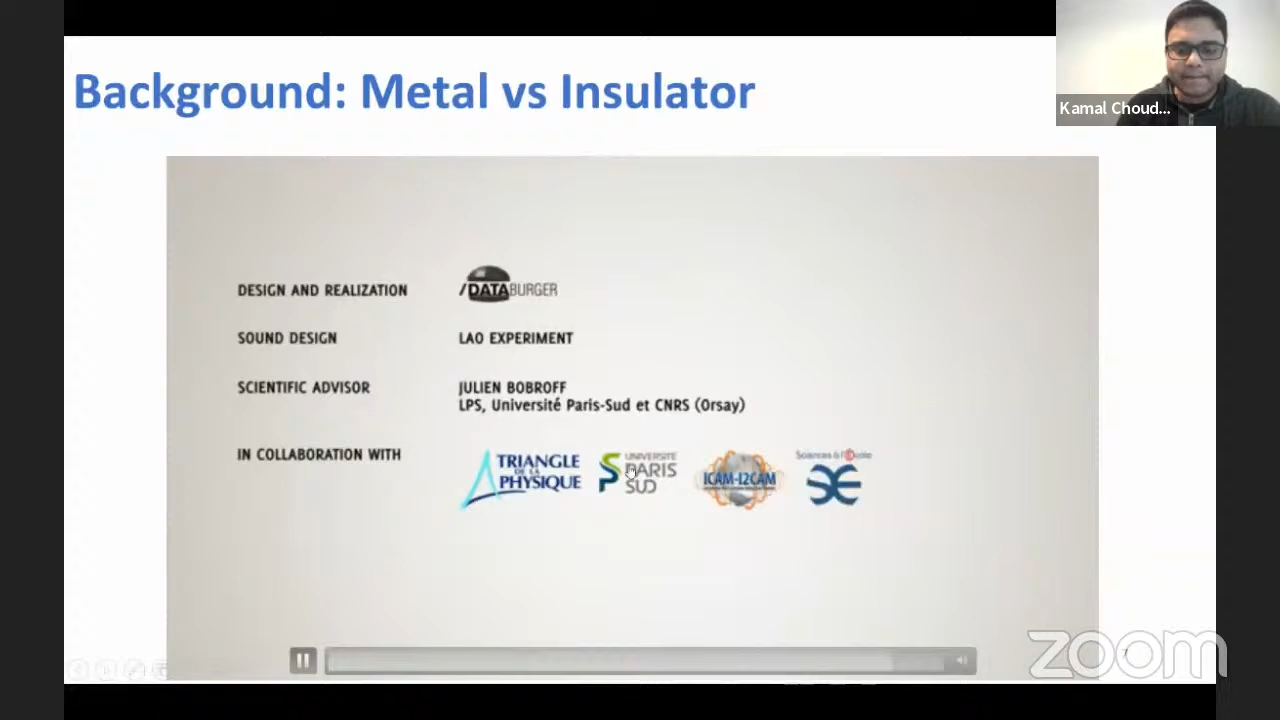 Background: Metal vs Insulator
Kamal Choud...
DESIGN AND REALIZATION
/DATABURGER
SOUND DESIGN
LAO EXPERIMENT
SCIENTIFIC ADVISOR
JULIEN BOBROFF
LPS, Université Paris-Sud et CNRS (Orsay)
IN COLLABORATION WITH
TRIANGLE
DE LA
PHYSIQUE
UNIVERSITÉ
PARIS
SUD
ICAM-I2CAM
Sciences à l'École
zoom
7